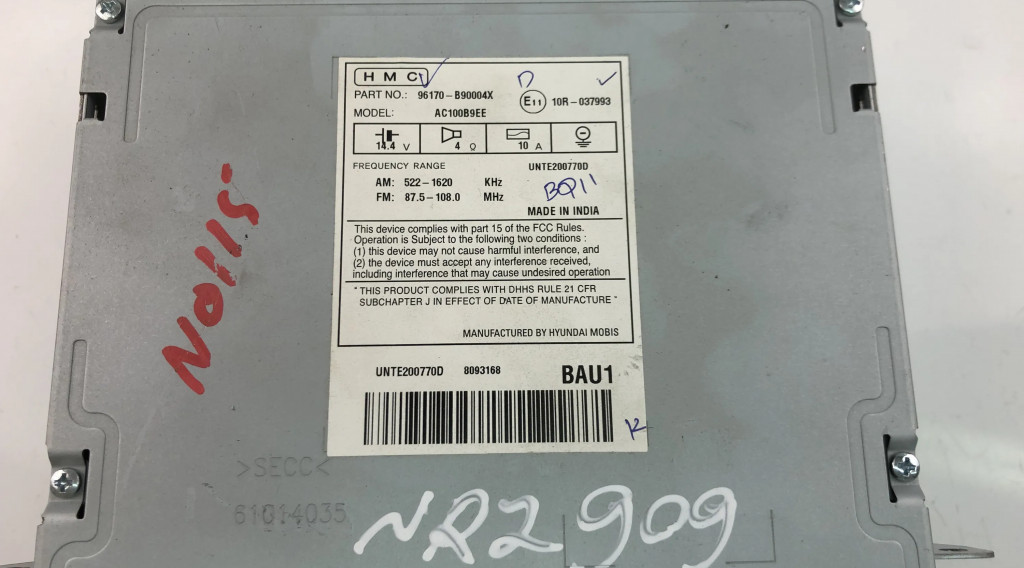 HMC
PART NO.: 96170-B90004X E11 10R-037993
MODEL: AC100B9EE
14.4 V 4 Ω 10 A
FREQUENCY RANGE UNTE200770D
AM: 522-1620 KHz
FM: 87.5-108.0 MHz
BQ11
MADE IN INDIA
This device complies with part 15 of the FCC Rules.
Operation is Subject to the following two conditions :
(1) this device may not cause harmful interference, and
(2) the device must accept any interference received,
including interference that may cause undesired operation
" THIS PRODUCT COMPLIES WITH DHHS RULE 21 CFR
SUBCHAPTER J IN EFFECT OF DATE OF MANUFACTURE "
MANUFACTURED BY HYUNDAI MOBIS
UNTE200770D 8093168 BAU1
>SECC<
61014035
NR2909